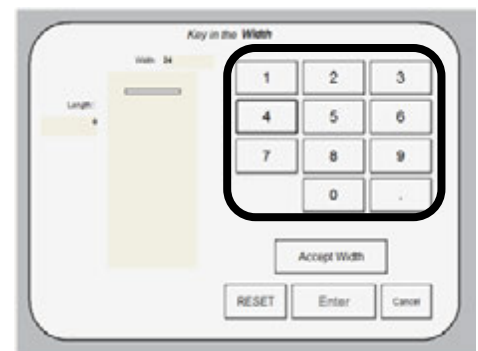 Key in the Width
Width: 24
Length:
1 2 3
4 5 6
7 8 9
0 .
Accept Width
RESET Enter Cancel